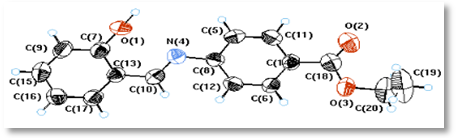 C(5)
C(11)
O(2)
C(7)
O(1)
N(4)
C(9)
C(13)
C(8)
C(1
C(18)
C(19)
C(15)
C(10)
C(16)
C(17)
C(12)
C(6)
O(3)
C(20)